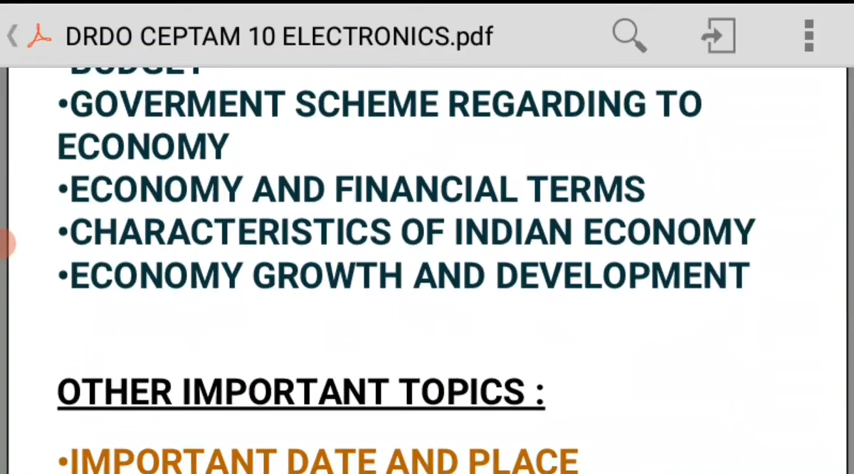 DRDO CEPTAM 10 ELECTRONICS.pdf
BUDGET
•GOVERMENT SCHEME REGARDING TO
ECONOMY
•ECONOMY AND FINANCIAL TERMS
•CHARACTERISTICS OF INDIAN ECONOMY
•ECONOMY GROWTH AND DEVELOPMENT
OTHER IMPORTANT TOPICS :
•IMPORTANT DATE AND PLACE